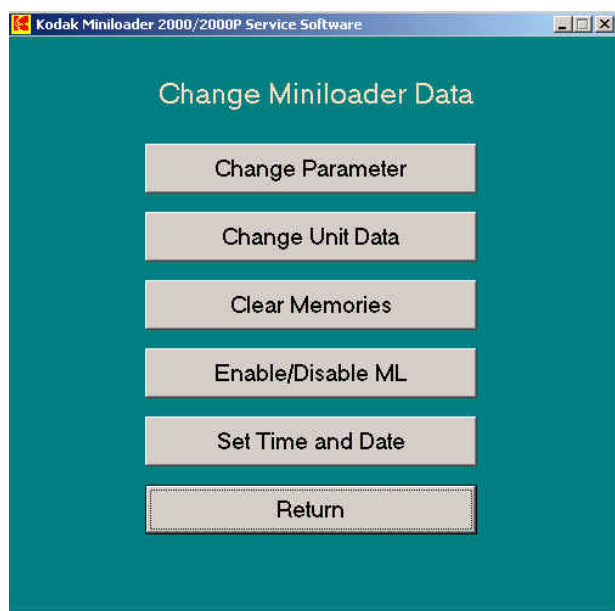 Kodak Miniloader 2000/2000P Service Software
Change Miniloader Data
Change Parameter
Change Unit Data
Clear Memories
Enable/Disable ML
Set Time and Date
Return